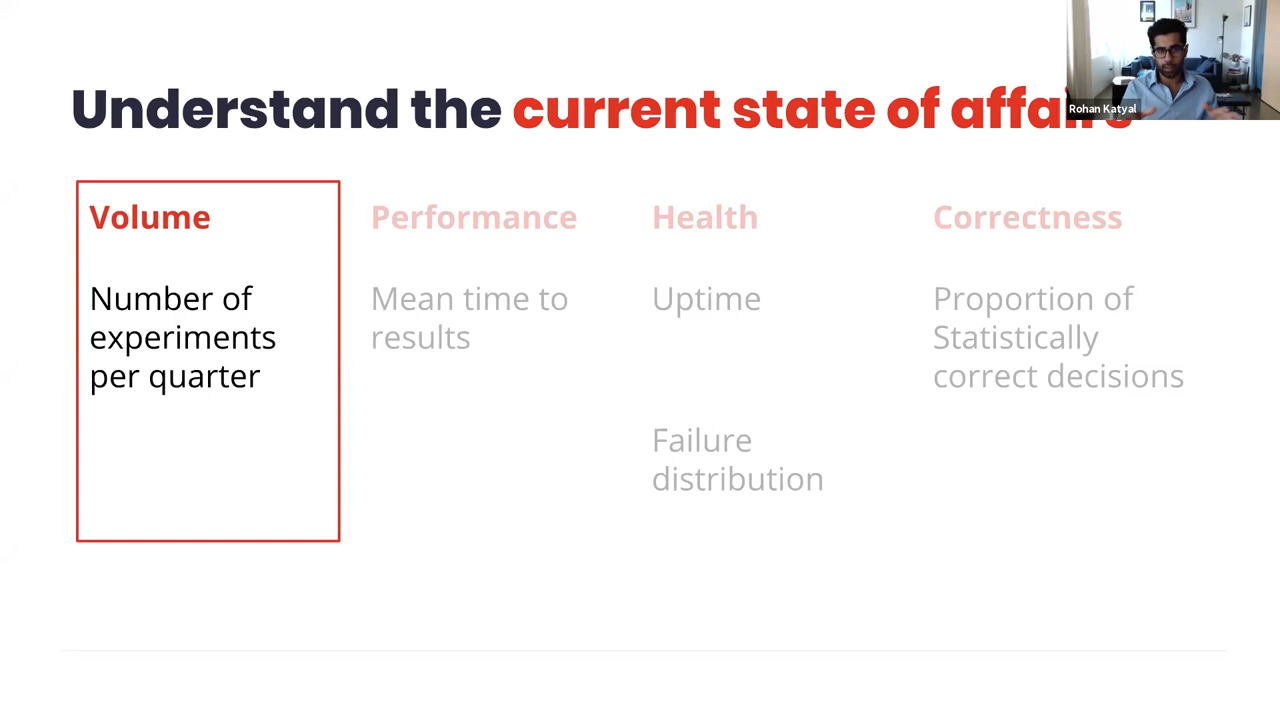 Understand the current state of affairs
Rohan Katyal
Volume
Number of
experiments
per quarter
Performance
Mean time to
results
Health
Uptime
Failure
distribution
Correctness
Proportion of
Statistically
correct decisions